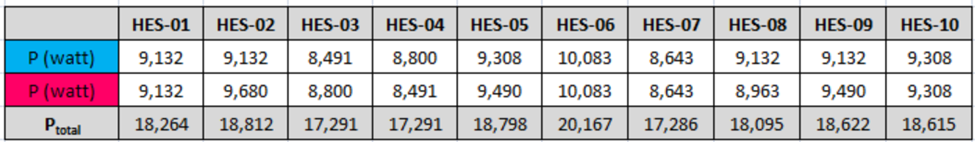 HES-01 HES-02 HES-03 HES-04 HES-05 HES-06 HES-07 HES-08 HES-09 HES-10
P (watt) 9,132 9,132 8,491 8,800 9,308 10,083 8,643 9,132 9,132 9,308
P (watt) 9,132 9,680 8,800 8,491 9,490 10,083 8,643 8,963 9,490 9,308
Ptotal 18,264 18,812 17,291 17,291 18,798 20,167 17,286 18,095 18,622 18,615